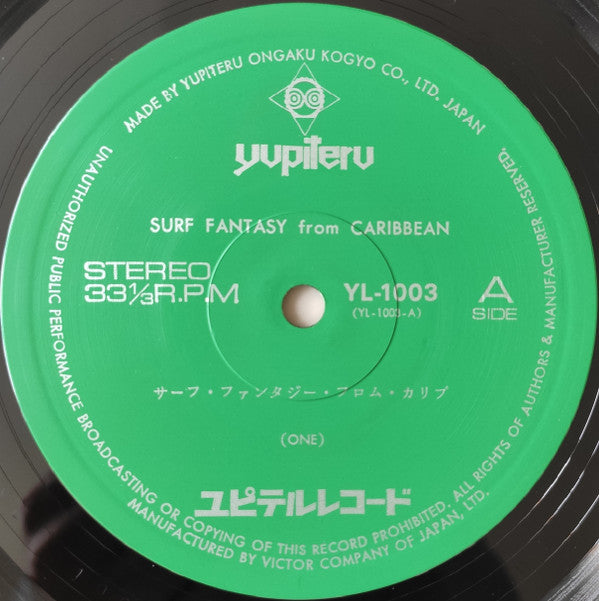 MADE BY YUPITERU ONGAKU KOGYO CO., LTD. JAPAN
yupiteru
SURF FANTASY from CARIBBEAN
STEREO
33 1/3 R.P.M
YL-1003
(YL-1003-A)
A
SIDE
サーフ・ファンタジー・フロム・カリブ
(ONE)
ユピテルレコード
UNAUTHORIZED PUBLIC PERFORMANCE BROADCASTING OR COPYING OF THIS RECORD PROHIBITED. ALL RIGHTS OF AUTHORS & MANUFACTURER RESERVED.
MANUFACTURED BY VICTOR COMPANY OF JAPAN, LTD.